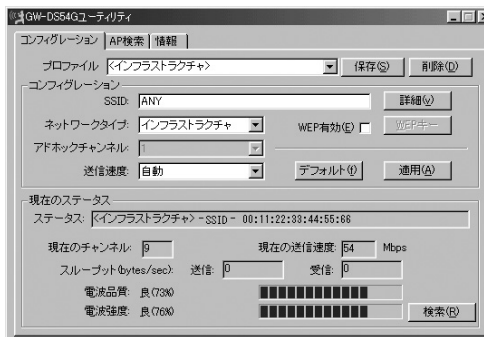 GW-DS54Gユーティリティ
コンフィグレーション AP検索 情報
プロファイル <インフラストラクチャ> 保存(S) 削除(D)
コンフィグレーション
SSID: ANY 詳細(V)
ネットワークタイプ: インフラストラクチャ WEP有効(E) WEPキー
アドホックチャンネル: 1
送信速度: 自動 デフォルト(f) 適用(A)
現在のステータス
ステータス: <インフラストラクチャ> -SSID- 00:11:22:33:44:55:66
現在のチャンネル: 9 現在の送信速度: 54 Mbps
スループット(bytes/sec): 送信: 0 受信: 0
電波品質: 良(73%)
電波強度: 良(76%) 検索(R)